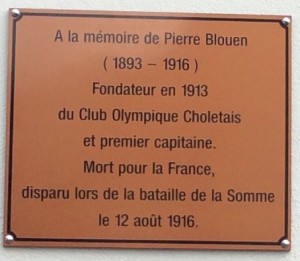 A la mémoire de Pierre Blouen
( 1893 – 1916 )
Fondateur en 1913
du Club Olympique Choletais
et premier capitaine.
Mort pour la France,
disparu lors de la bataille de la Somme
le 12 août 1916.